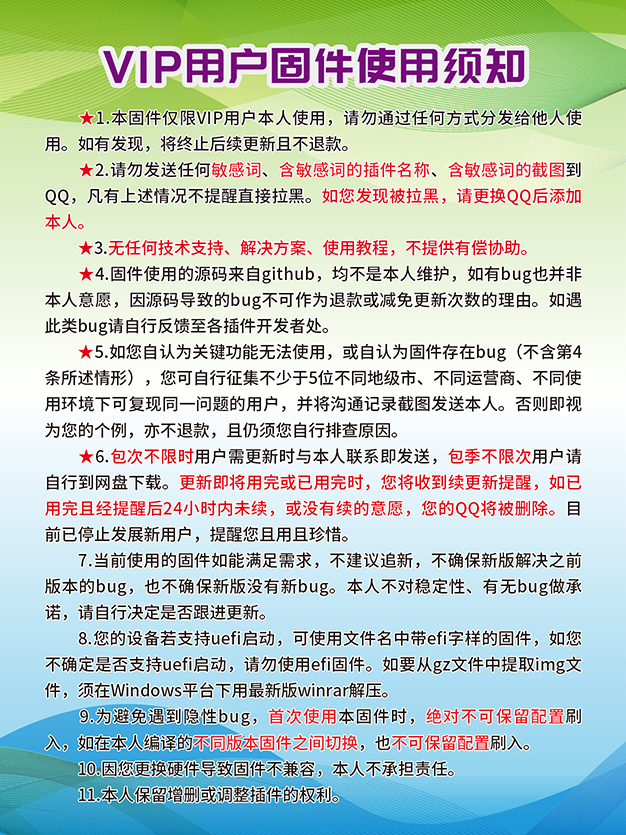 VIP用户固件使用须知
★1.本固件仅限VIP用户本人使用，请勿通过任何方式分发给他人使
用。如有发现，将终止后续更新且不退款。
★2.请勿发送任何敏感词、含敏感词的插件名称、含敏感词的截图到
QQ，凡有上述情况不提醒直接拉黑。如您发现被拉黑，请更换QQ后添加
本人。
★3.无任何技术支持、解决方案、使用教程，不提供有偿协助。
★4.固件使用的源码来自github，均不是本人维护，如有bug也并非
本人意愿，因源码导致的bug不可作为退款或减免更新次数的理由。如遇
此类bug请自行反馈至各插件开发者处。
★5.如您自认为关键功能无法使用，或自认为固件存在bug（不含第4
条所述情形），您可自行征集不少于5位不同地级市、不同运营商、不同使
用环境下可复现同一问题的用户，并将沟通记录截图发送本人。否则即视
为您的个例，亦不退款，且仍须您自行排查原因。
★6.包次不限时用户需更新时与本人联系即发送，包季不限次用户请
自行到网盘下载。更新即将用完或已用完时，您将收到续更新提醒，如已
用完且经提醒后24小时内未续，或没有续的意愿，您的QQ将被删除。目
前已停止发展新用户，提醒您且用且珍惜。
7.当前使用的固件如能满足需求，不建议追新，不确保新版解决之前
版本的bug，也不确保新版没有新bug。本人不对稳定性、有无bug做承
诺，请自行决定是否跟进更新。
8.您的设备若支持uefi启动，可使用文件名中带efi字样的固件，如您
不确定是否支持uefi启动，请勿使用efi固件。如要从gz文件中提取img文
件，须在Windows平台下用最新版winrar解压。
9.为避免遇到隐性bug，首次使用本固件时，绝对不可保留配置刷
入，如在本人编译的不同版本固件之间切换，也不可保留配置刷入。
10.因您更换硬件导致固件不兼容，本人不承担责任。
11.本人保留增删或调整插件的权利。